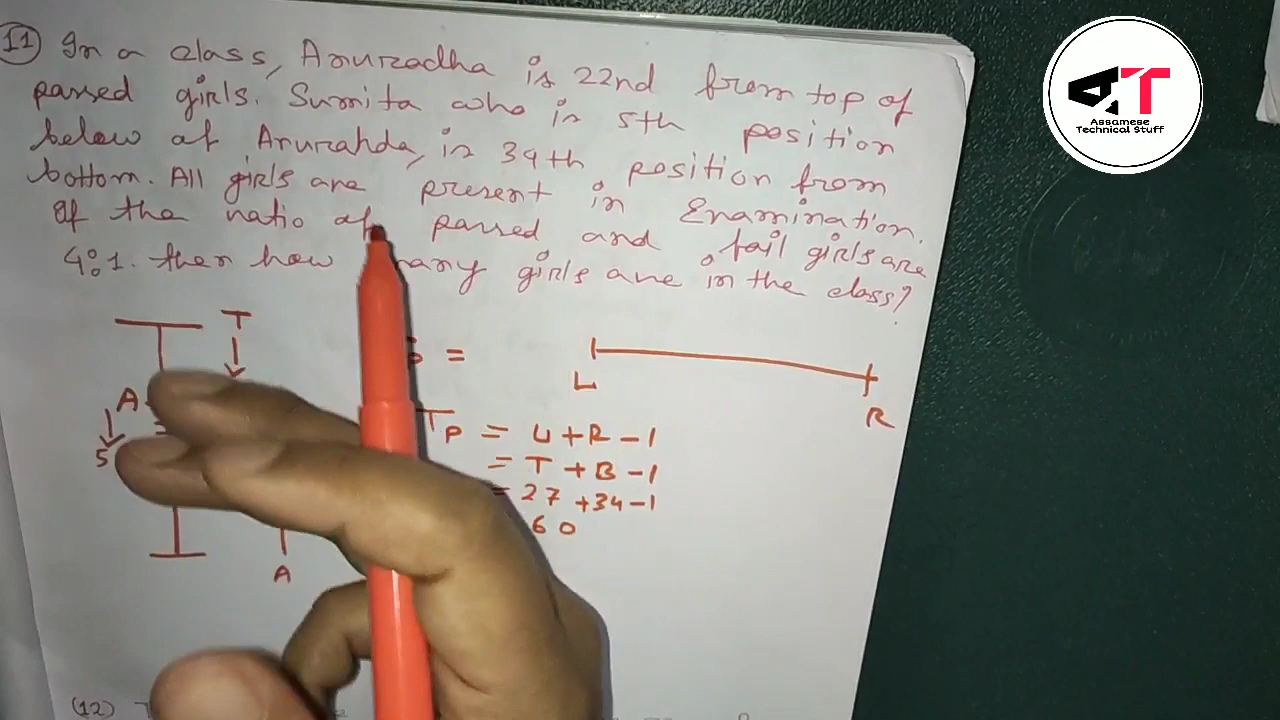 11 In a class, Anuradha is 22nd from top of
passed girls. Sumita who is 5th position
below of Anurahda, is 34th position from
bottom. All girls are present in Examination.
If the ratio of passed and fail girls are
4:1. then how many girls are in the class?
T
=
L
R
A
5
Tp = L+R-1
= T+B-1
= 27+34-1
60
A
(12)
AT
Assamese
Technical Stuff